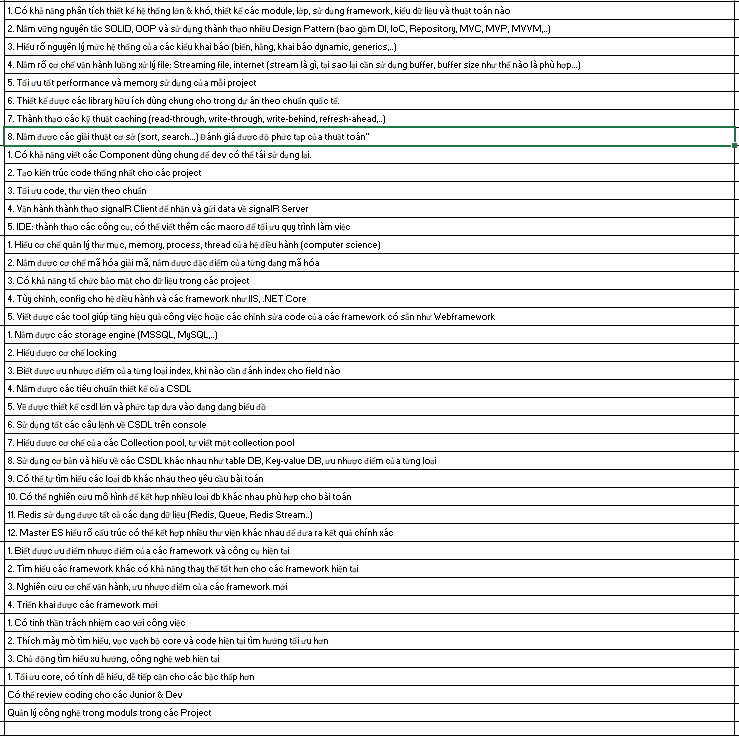 1. Có khả năng phân tích thiết kế hệ thống lớn & khó, thiết kế các module, lớp, sử dụng framework, kiểu dữ liệu và thuật toán nào
2. Nắm vững nguyên tắc SOLID, OOP và sử dụng thành thạo nhiều Design Pattern (bao gồm DI, IoC, Repository, MVC, MVP, MVVM,..)
3. Hiểu rõ nguyên lý mức hệ thống của các kiểu khai báo (biến, hằng, khai báo dynamic, generics,..)
4. Nắm rõ cơ chế vận hành luồng xử lý file: Streaming file, internet (stream là gì, tại sao lại cần sử dụng buffer, buffer size như thế nào là phù hợp...)
5. Tối ưu tốt performance và memory sử dụng của mỗi project
6. Thiết kế được các library hữu ích dùng chung cho trong dự án theo chuẩn quốc tế.
7. Thành thạo các kỹ thuật caching (read-through, write-through, write-behind, refresh-ahead,..)
8. Nắm được các giải thuật cơ sở (sort, search...) Đánh giá được độ phức tạp của thuật toán"
1. Có khả năng viết các Component dùng chung để dev có thể tái sử dụng lại.
2. Tạo kiến trúc code thống nhất cho các project
3. Tối ưu code, thư viện theo chuẩn
4. Vận hành thành thạo signalR Client để nhận và gửi data về signalR Server
5. IDE: thành thạo các công cụ, có thể viết thêm các macro để tối ưu quy trình làm việc
1. Hiểu cơ chế quản lý thư mục, memory, process, thread của hệ điều hành (computer science)
2. Nắm được cơ chế mã hóa giải mã, nắm được đặc điểm của từng dạng mã hóa
3. Có khả năng tổ chức bảo mật cho dữ liệu trong các project
4. Tùy chỉnh, config cho hệ điều hành và các framework như IIS, .NET Core
5. Viết được các tool giúp tăng hiệu quả công việc hoặc các chỉnh sửa code của các framework có sẵn như Webframework
1. Nắm được các storage engine (MSSQL, MySQL,..)
2. Hiểu được cơ chế locking
3. Biết được ưu nhược điểm của từng loại index, khi nào cần đánh index cho field nào
4. Nắm được các tiêu chuẩn thiết kế của CSDL
5. Vẽ được thiết kế csdl lớn và phức tạp dựa vào dạng dạng biểu đồ
6. Sử dụng tốt các câu lệnh về CSDL trên console
7. Hiểu được cơ chế của các Collection pool, tự viết một collection pool
8. Sử dụng cơ bản và hiểu về các CSDL khác nhau như table DB, Key-value DB, ưu nhược điểm của từng loại
9. Có thể tự tìm hiểu các loại db khác nhau theo yêu cầu bài toán
10. Có thể nghiên cứu mô hình để kết hợp nhiều loại db khác nhau phù hợp cho bài toán
11. Redis sử dụng được tất cả các dạng dữ liệu (Redis, Queue, Redis Stream..)
12. Master ES hiểu rõ cấu trúc có thể kết hợp nhiều thư viện khác nhau để đưa ra kết quả chính xác
1. Biết được ưu điểm nhược điểm của các framework và công cụ hiện tại
2. Tìm hiểu các framework khác có khả năng thay thế tốt hơn cho các framework hiện tại
3. Nghiên cứu cơ chế vận hành, ưu nhược điểm của các framework mới
4. Triển khai được các framework mới
1. Có tinh thần trách nhiệm cao với công việc
2. Thích mày mò tìm hiểu, vọc vạch bộ core và code hiện tại tìm hướng tối ưu hơn
3. Chủ động tìm hiểu xu hướng, công nghệ web hiện tại
1. Tối ưu core, có tính dễ hiểu, dễ tiếp cận cho các bậc thấp hơn
Có thể review coding cho các Junior & Dev
Quản lý công nghệ trong moduls trong các Project